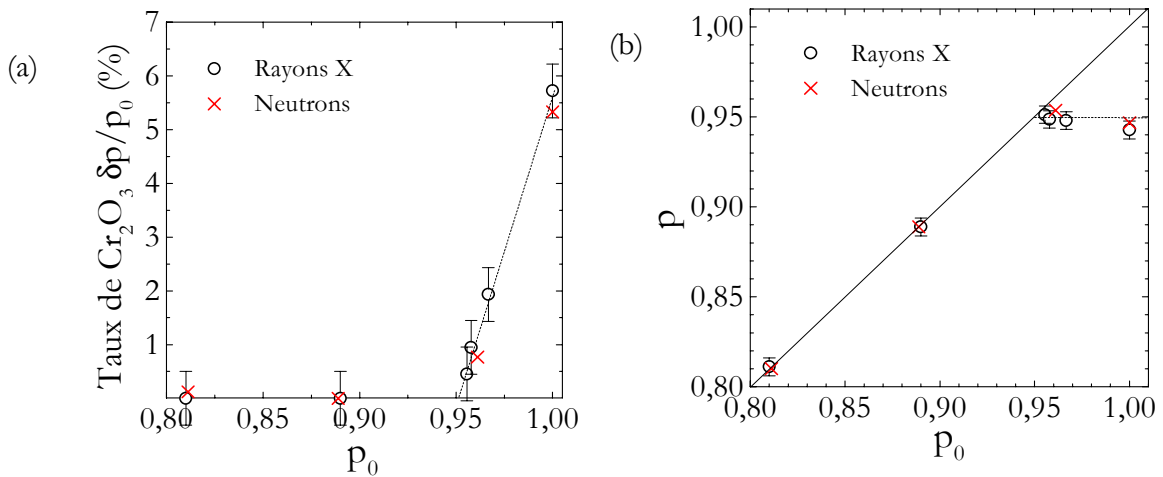 (a)
Taux de Cr₂O₃ δp/p₀ (%)
7
6
5
4
3
2
1
Rayons X
Neutrons
0,80 0,85 0,90 0,95 1,00
p₀
(b)
p
1,00
0,95
0,90
0,85
0,80
Rayons X
Neutrons
0,80 0,85 0,90 0,95 1,00
p₀